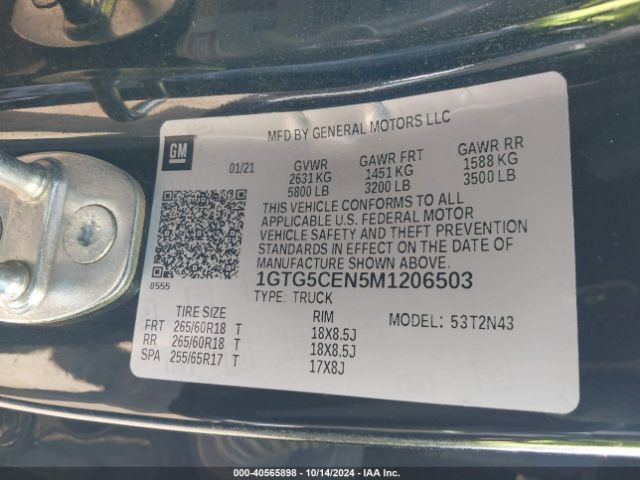 MFD BY GENERAL MOTORS LLC
GM
01/21 GVWR GAWR FRT GAWR RR
2631 KG 1451 KG 1588 KG
5800 LB 3200 LB 3500 LB
THIS VEHICLE CONFORMS TO ALL
APPLICABLE U.S. FEDERAL MOTOR
VEHICLE SAFETY AND THEFT PREVENTION
STANDARDS IN EFFECT ON THE DATE OF
MANUFACTURE SHOWN ABOVE.
8555
1GTG5CEN5M1206503
TYPE: TRUCK
TIRE SIZE RIM MODEL: 53T2N43
FRT 265/60R18 T 18X8.5J
RR 265/60R18 T 18X8.5J
SPA 255/65R17 T 17X8J
000-40565898 - 10/14/2024 - IAAI.COM